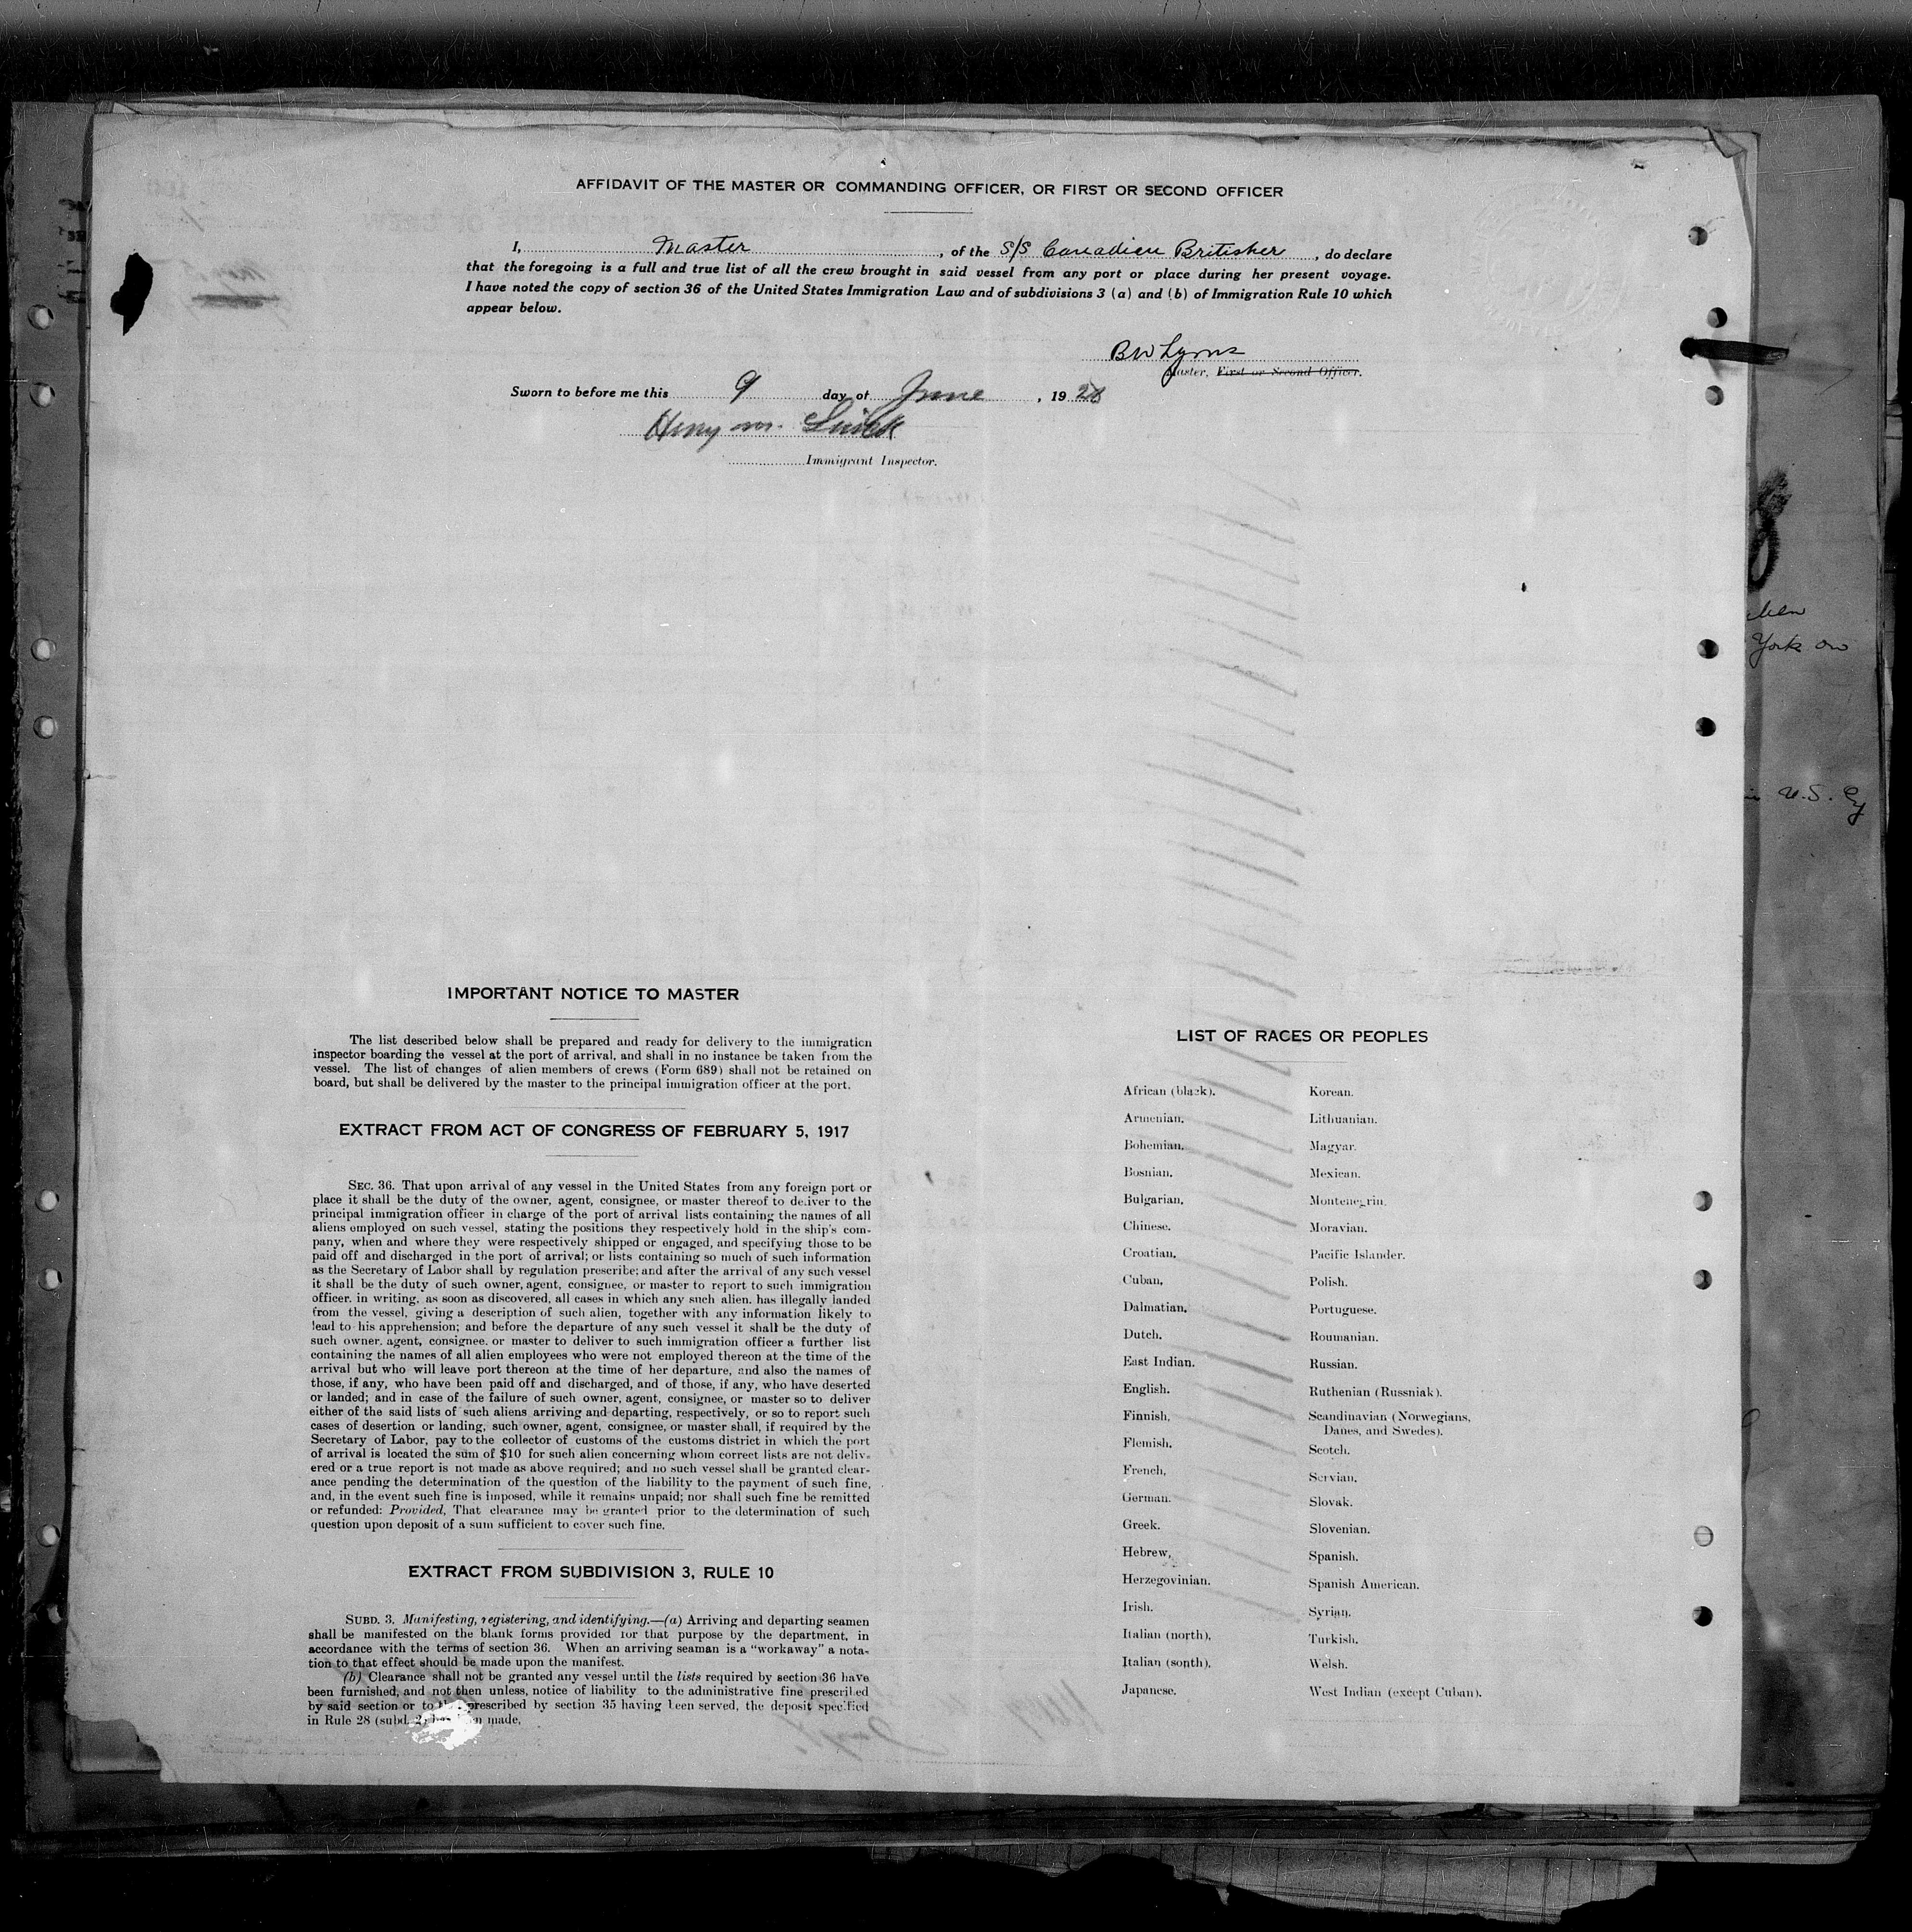 AFFIDAVIT OF THE MASTER OR COMMANDING OFFICER, OR FIRST OR SECOND OFFICER
I, Master, of the S/S Canadien Britisher, do declare
that the foregoing is a full and true list of all the crew brought in said vessel from any port or place during her present voyage.
I have noted the copy of section 36 of the United States Immigration Law and of subdivisions 3 (a) and (b) of Immigration Rule 10 which
appear below.
BW Lyons
Master, First or Second Officer.
Sworn to before me this 9 day of June, 1928
Henry M.
Immigrant Inspector.
York on
U.S. Cy
IMPORTANT NOTICE TO MASTER
The list described below shall be prepared and ready for delivery to the immigration
inspector boarding the vessel at the port of arrival, and shall in no instance be taken from the
vessel. The list of changes of alien members of crews (Form 689) shall not be retained on
board, but shall be delivered by the master to the principal immigration officer at the port.
EXTRACT FROM ACT OF CONGRESS OF FEBRUARY 5, 1917
SEC. 36. That upon arrival of any vessel in the United States from any foreign port or
place it shall be the duty of the owner, agent, consignee, or master thereof to deliver to the
principal immigration officer in charge of the port of arrival lists containing the names of all
aliens employed on such vessel, stating the positions they respectively hold in the ship's com-
pany, when and where they were respectively shipped or engaged, and specifying those to be
paid off and discharged in the port of arrival; or lists containing so much of such information
as the Secretary of Labor shall by regulation prescribe; and after the arrival of any such vessel
it shall be the duty of such owner, agent, consignee, or master to report to such immigration
officer, in writing, as soon as discovered, all cases in which any such alien. has illegally landed
from the vessel, giving a description of such alien, together with any information likely to
lead to his apprehension; and before the departure of any such vessel it shall be the duty of
such owner, agent, consignee, or master to deliver to such immigration officer a further list
containing the names of all alien employees who were not employed thereon at the time of the
arrival but who will leave port thereon at the time of her departure, and also the names of
those, if any, who have been paid off and discharged, and of those, if any, who have deserted
or landed; and in case of the failure of such owner, agent, consignee, or master so to deliver
either of the said lists of such aliens arriving and departing, respectively, or so to report such
cases of desertion or landing, such owner, agent, consignee, or master shall, if required by the
Secretary of Labor, pay to the collector of customs of the customs district in which the port
of arrival is located the sum of $10 for such alien concerning whom correct lists are not deliv-
ered or a true report is not made as above required; and no such vessel shall be granted clear-
ance pending the determination of the question of the liability to the payment of such fine,
and, in the event such fine is imposed, while it remains unpaid; nor shall such fine be remitted
or refunded: Provided, That clearance may be granted prior to the determination of such
question upon deposit of a sum sufficient to cover such fine.
EXTRACT FROM SUBDIVISION 3, RULE 10
SUBD. 3. Manifesting, registering, and identifying.—(a) Arriving and departing seamen
shall be manifested on the blank forms provided for that purpose by the department, in
accordance with the terms of section 36. When an arriving seaman is a "workaway" a nota-
tion to that effect should be made upon the manifest.
(b) Clearance shall not be granted any vessel until the lists required by section 36 have
been furnished, and not then unless, notice of liability to the administrative fine prescribed
by said section or to prescribed by section 35 having been served, the deposit specified
in Rule 28 (subd. 2) made,
LIST OF RACES OR PEOPLES
African (black).
Armenian.
Bohemian.
Bosnian.
Bulgarian.
Chinese.
Croatian.
Cuban.
Dalmatian.
Dutch.
East Indian.
English.
Finnish.
Flemish.
French.
German.
Greek.
Hebrew.
Herzegovinian.
Irish.
Italian (north).
Italian (south).
Japanese.
Korean.
Lithuanian.
Magyar.
Mexican.
Montenegrin.
Moravian.
Pacific Islander.
Polish.
Portuguese.
Roumanian.
Russian.
Ruthenian (Russniak).
Scandinavian (Norwegians,
Danes, and Swedes).
Scotch.
Servian.
Slovak.
Slovenian.
Spanish.
Spanish American.
Syrian.
Turkish.
Welsh.
West Indian (except Cuban).